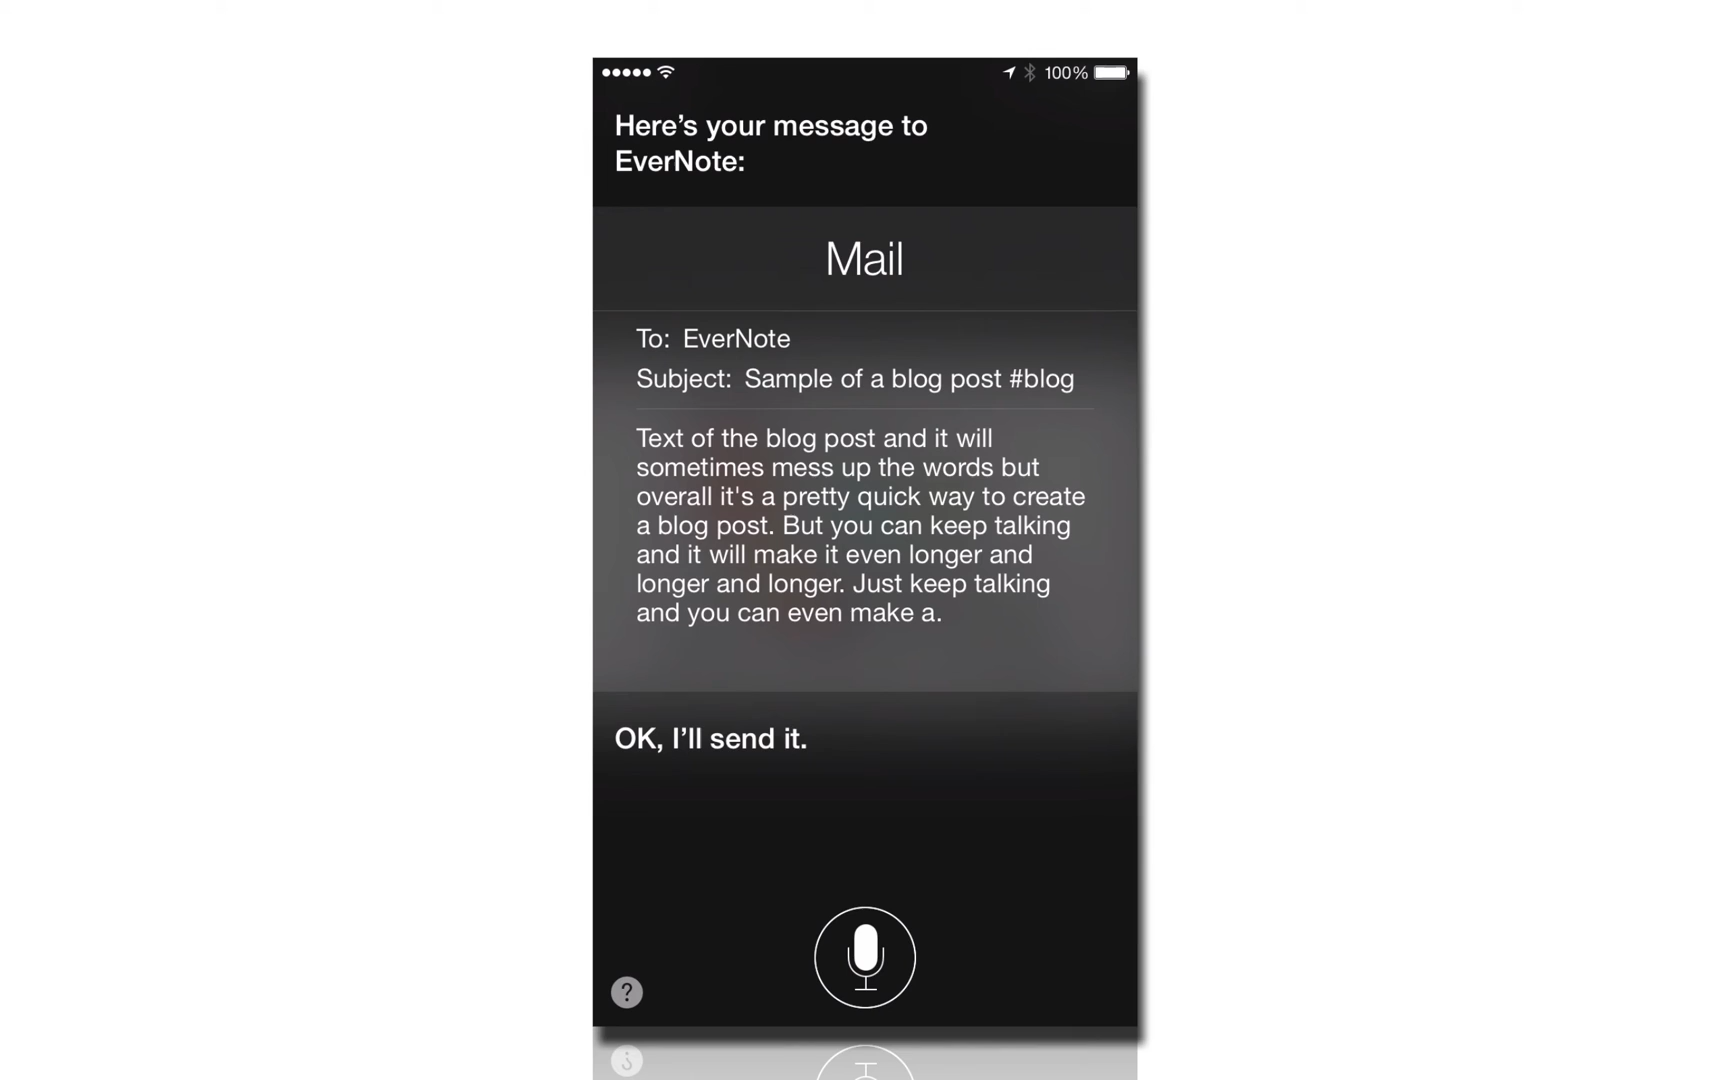 100%
Here’s your message to
EverNote:
Mail
To: EverNote
Subject: Sample of a blog post #blog
Text of the blog post and it will
sometimes mess up the words but
overall it's a pretty quick way to create
a blog post. But you can keep talking
and it will make it even longer and
longer and longer. Just keep talking
and you can even make a.
OK, I’ll send it.
?